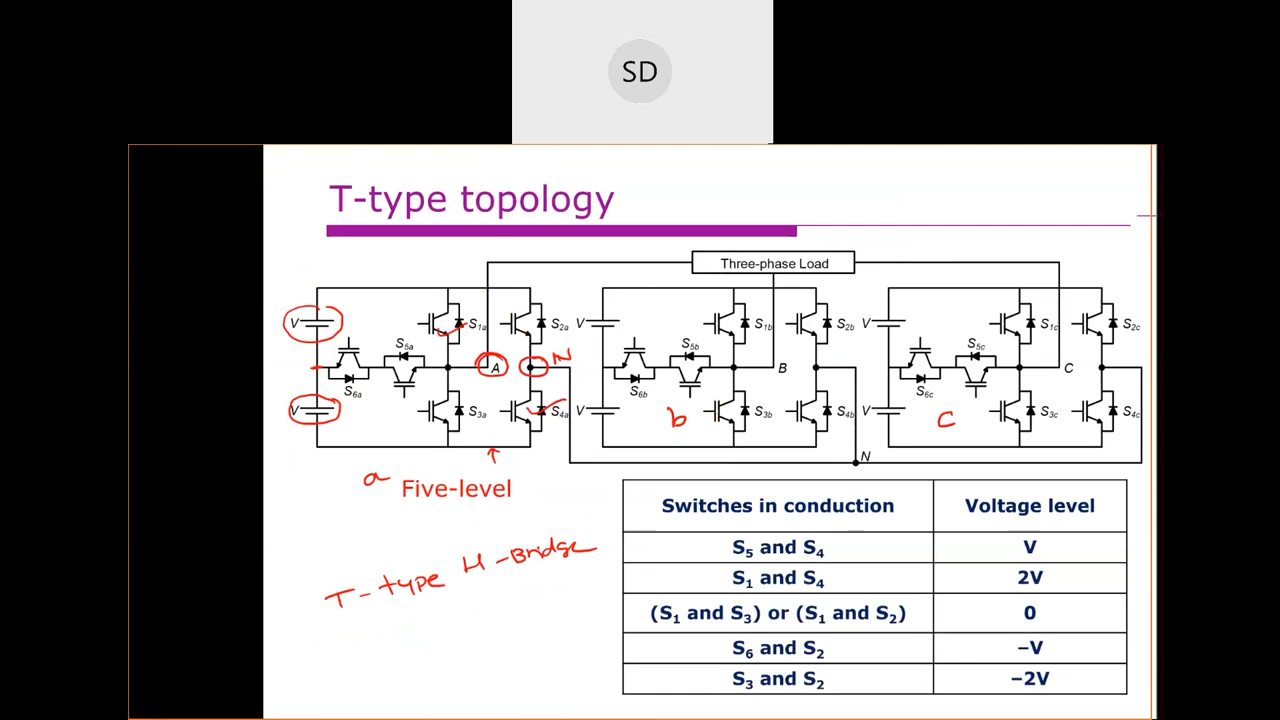 SD
T-type topology
Three-phase Load
V S1a S2a V S1b S2b V S1c S2c
S5a S5b S5c
A N B C
S6a S6b S6c
V S3a S4a V b S3b S4b V c S3c S4c
N
a Five-level
T-type H-Bridge
Switches in conduction Voltage level
S5 and S4 V
S1 and S4 2V
(S1 and S3) or (S1 and S2) 0
S6 and S2 –V
S3 and S2 –2V